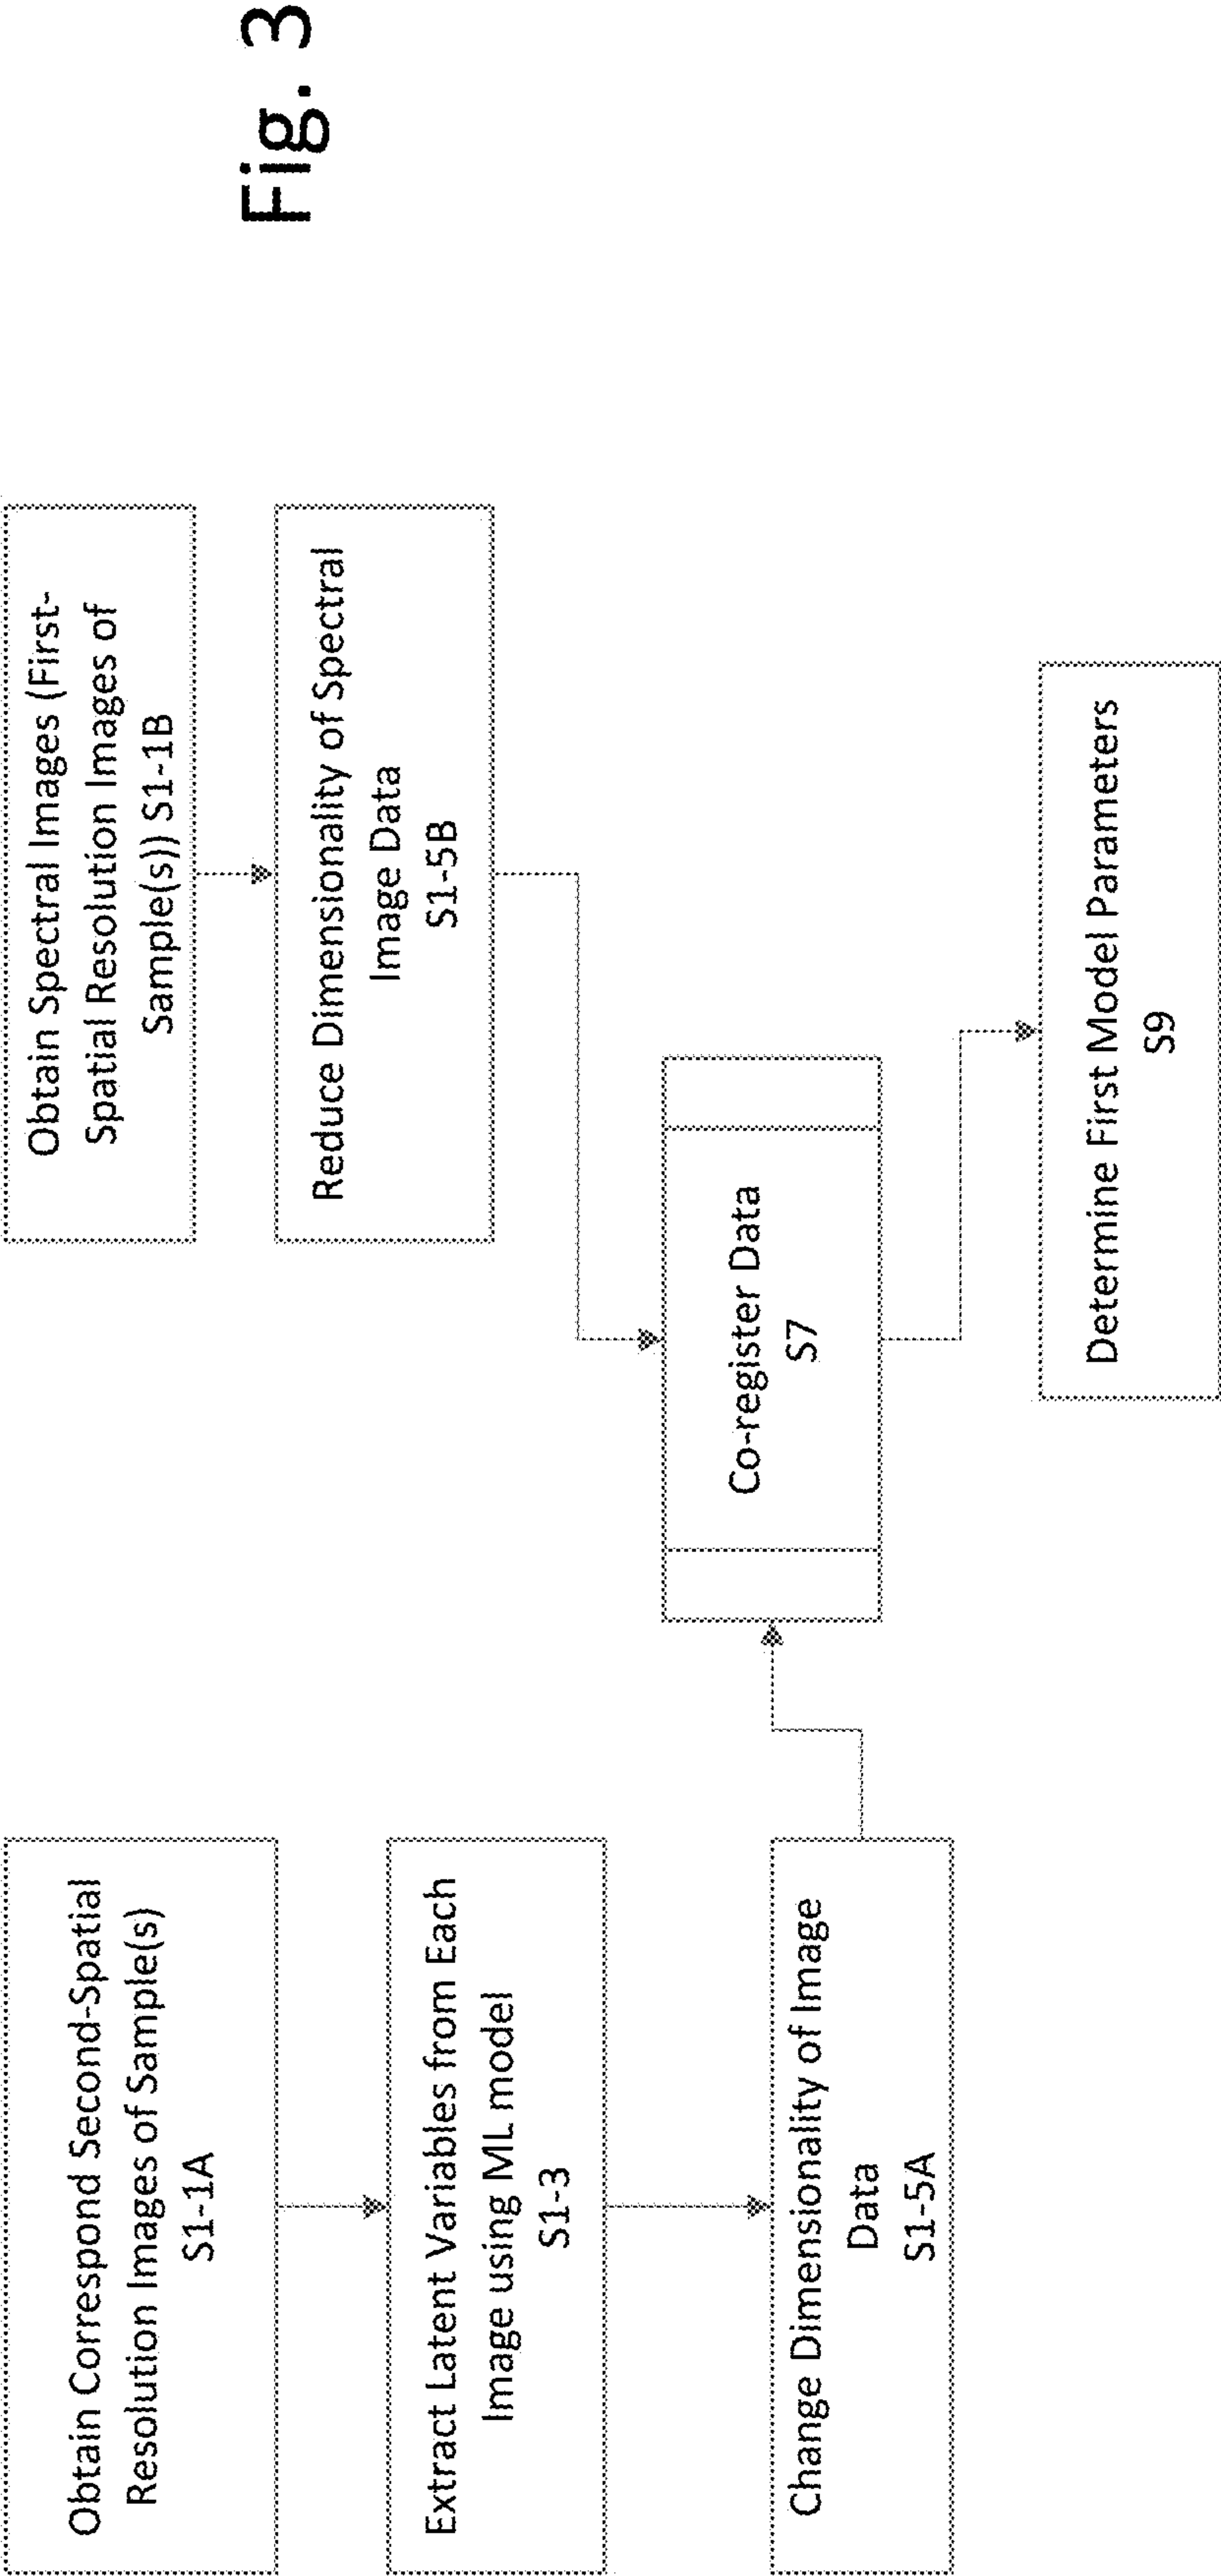 Obtain Correspond Second-Spatial
Resolution Images of Sample(s)
S1-1A
Extract Latent Variables from Each
Image using ML model
S1-3
Change Dimensionality of Image
Data
S1-5A
Obtain Spectral Images (First-
Spatial Resolution Images of
Sample(s)) S1-1B
Reduce Dimensionality of Spectral
Image Data
S1-5B
Co-register Data
S7
Determine First Model Parameters
S9
Fig. 3